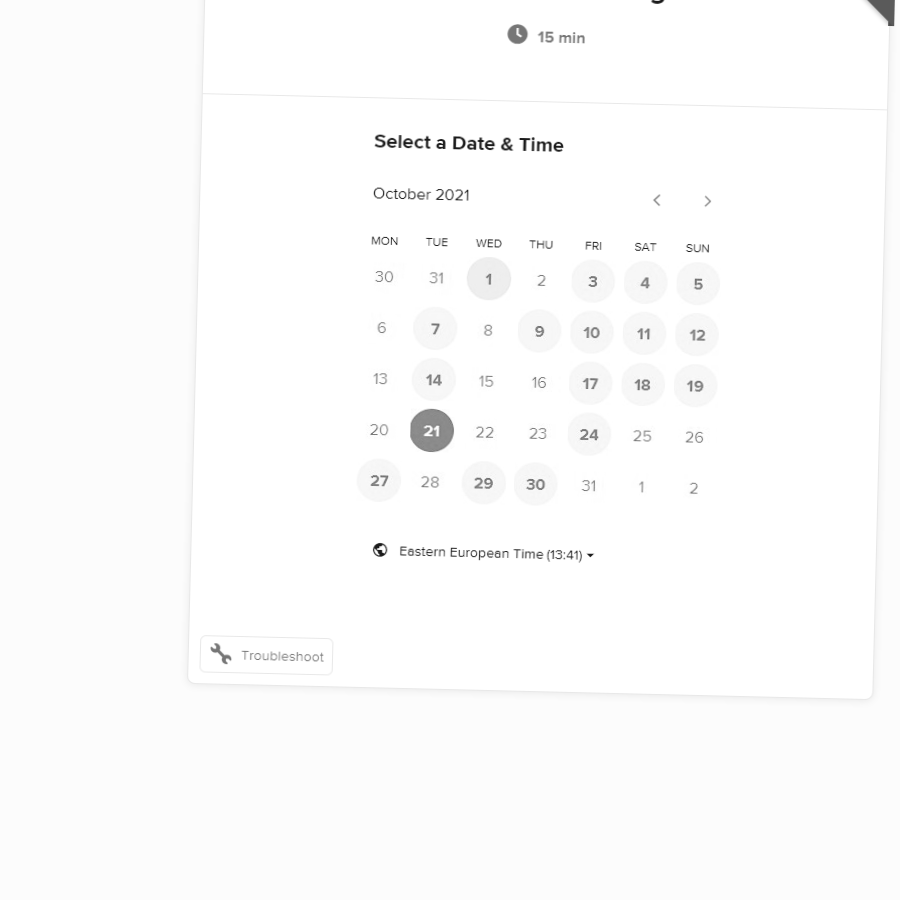 15 min
Select a Date & Time
October 2021
MON TUE WED THU FRI SAT SUN
30 31 1 2 3 4 5
6 7 8 9 10 11 12
13 14 15 16 17 18 19
20 21 22 23 24 25 26
27 28 29 30 31 1 2
Eastern European Time (13:41)
Troubleshoot